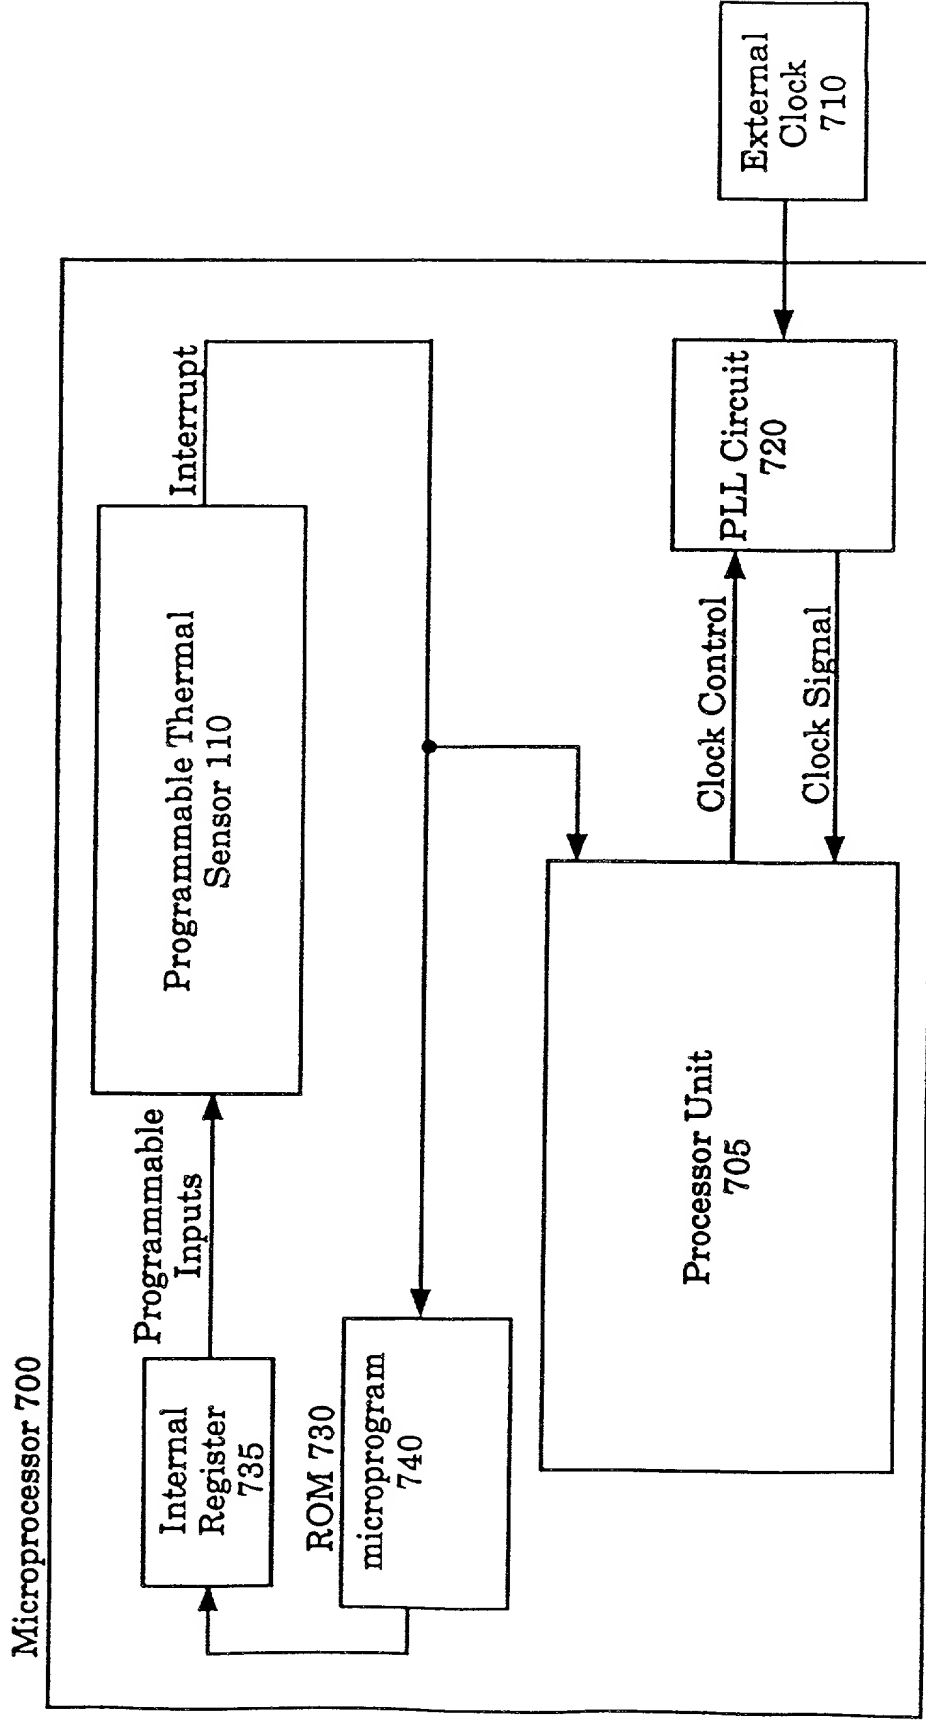 Microprocessor 700
Internal
Register
735
Programmable
Inputs
Programmable Thermal
Sensor 110
Interrupt
ROM 730
microprogram
740
Processor Unit
705
Clock Control
Clock Signal
PLL Circuit
720
External
Clock
710